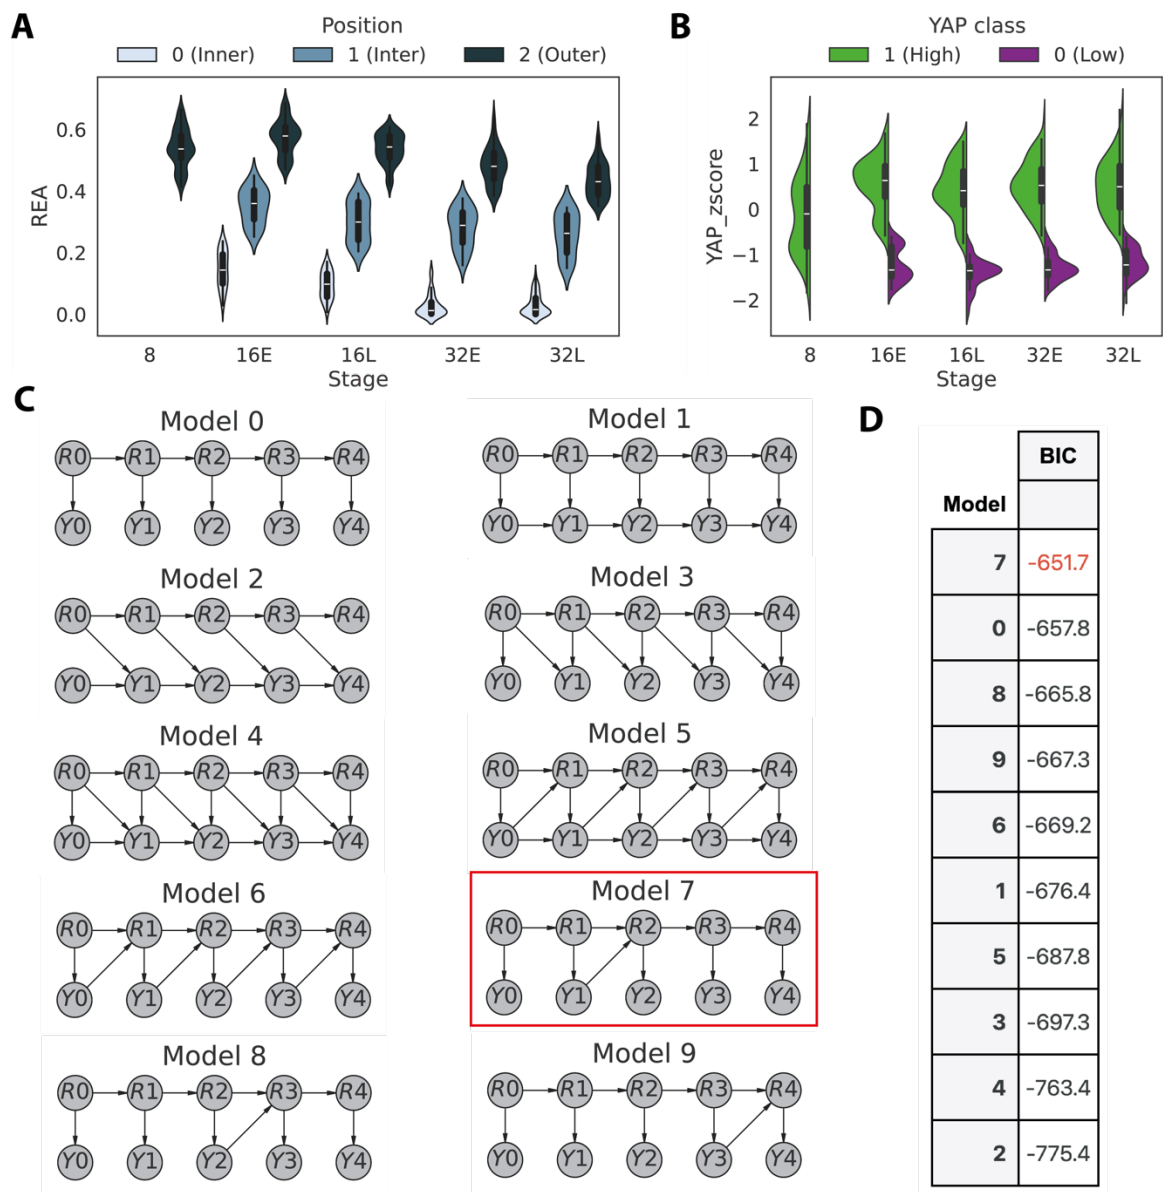 A
Position
0 (Inner) 1 (Inter) 2 (Outer)
REA
0.6
0.4
0.2
0.0
8 16E 16L 32E 32L
Stage
B
YAP class
1 (High) 0 (Low)
YAP_zscore
2
1
0
−1
−2
8 16E 16L 32E 32L
Stage
C
Model 0
R0 R1 R2 R3 R4
Y0 Y1 Y2 Y3 Y4
Model 1
R0 R1 R2 R3 R4
Y0 Y1 Y2 Y3 Y4
Model 2
R0 R1 R2 R3 R4
Y0 Y1 Y2 Y3 Y4
Model 3
R0 R1 R2 R3 R4
Y0 Y1 Y2 Y3 Y4
Model 4
R0 R1 R2 R3 R4
Y0 Y1 Y2 Y3 Y4
Model 5
R0 R1 R2 R3 R4
Y0 Y1 Y2 Y3 Y4
Model 6
R0 R1 R2 R3 R4
Y0 Y1 Y2 Y3 Y4
Model 7
R0 R1 R2 R3 R4
Y0 Y1 Y2 Y3 Y4
Model 8
R0 R1 R2 R3 R4
Y0 Y1 Y2 Y3 Y4
Model 9
R0 R1 R2 R3 R4
Y0 Y1 Y2 Y3 Y4
D
BIC
Model
7 -651.7
0 -657.8
8 -665.8
9 -667.3
6 -669.2
1 -676.4
5 -687.8
3 -697.3
4 -763.4
2 -775.4